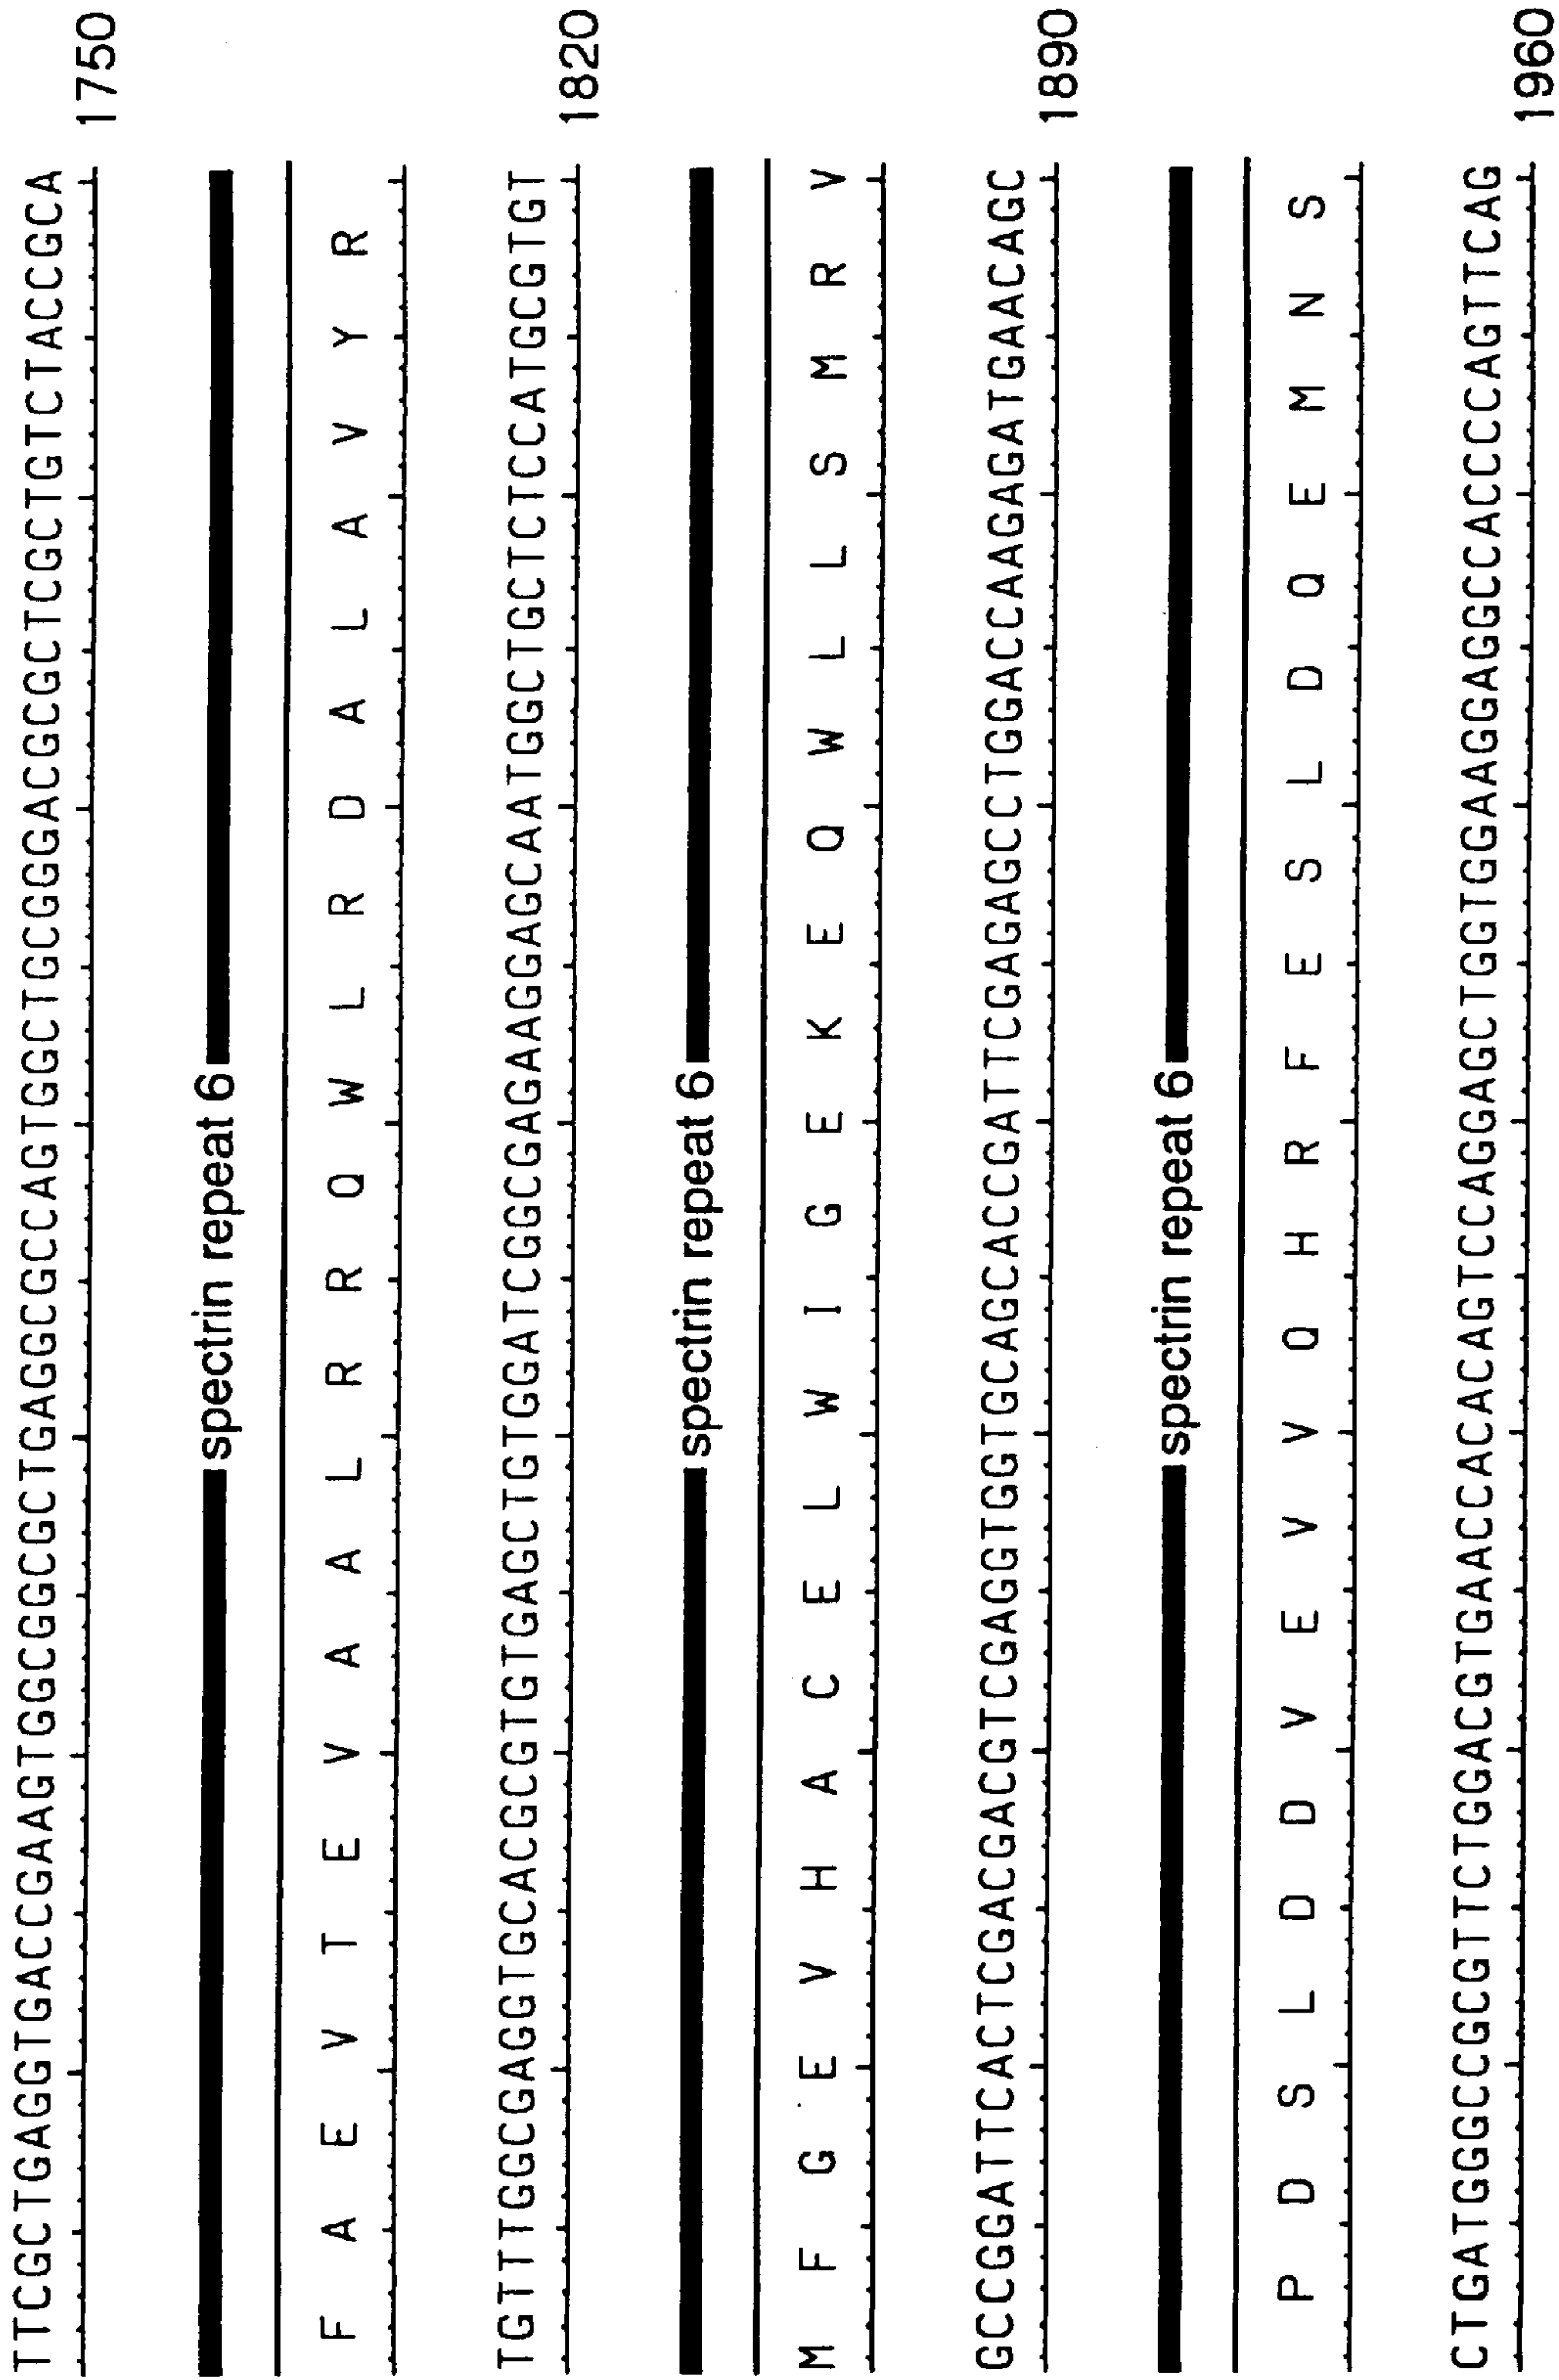 TTCGCTGAGGTGACCGAAGTGGCGGCGCTGAGGCGCCAGTGGCTGCGGGACGCGCTCGCTGTCTACCGCA 1750
spectrin repeat 6
F A E V T E V A A L R R Q W L R D A L A V Y R
TGTTTGGCGAGGTGCACGCGTGTGAGCTGTGGATCGGCGAGAAGGAGCAATGGCTGCTCTCCATGCGTGT 1820
spectrin repeat 6
M F G E V H A C E L W I G E K E Q W L L S M R V
GCCGGATTCACTCGACGACGTCGAGGTGGTGCAGCACCGATTCGAGAGCCTGGACCAAGAGATGAACAGC 1890
spectrin repeat 6
P D S L D D V E V V Q H R F E S L D Q E M N S
CTGATGGGCCGCGTTCTGGACGTGAACCACACAGTCCAGGAGCTGGTGGAAGGAGGCCACCCCAGTTCAG 1960